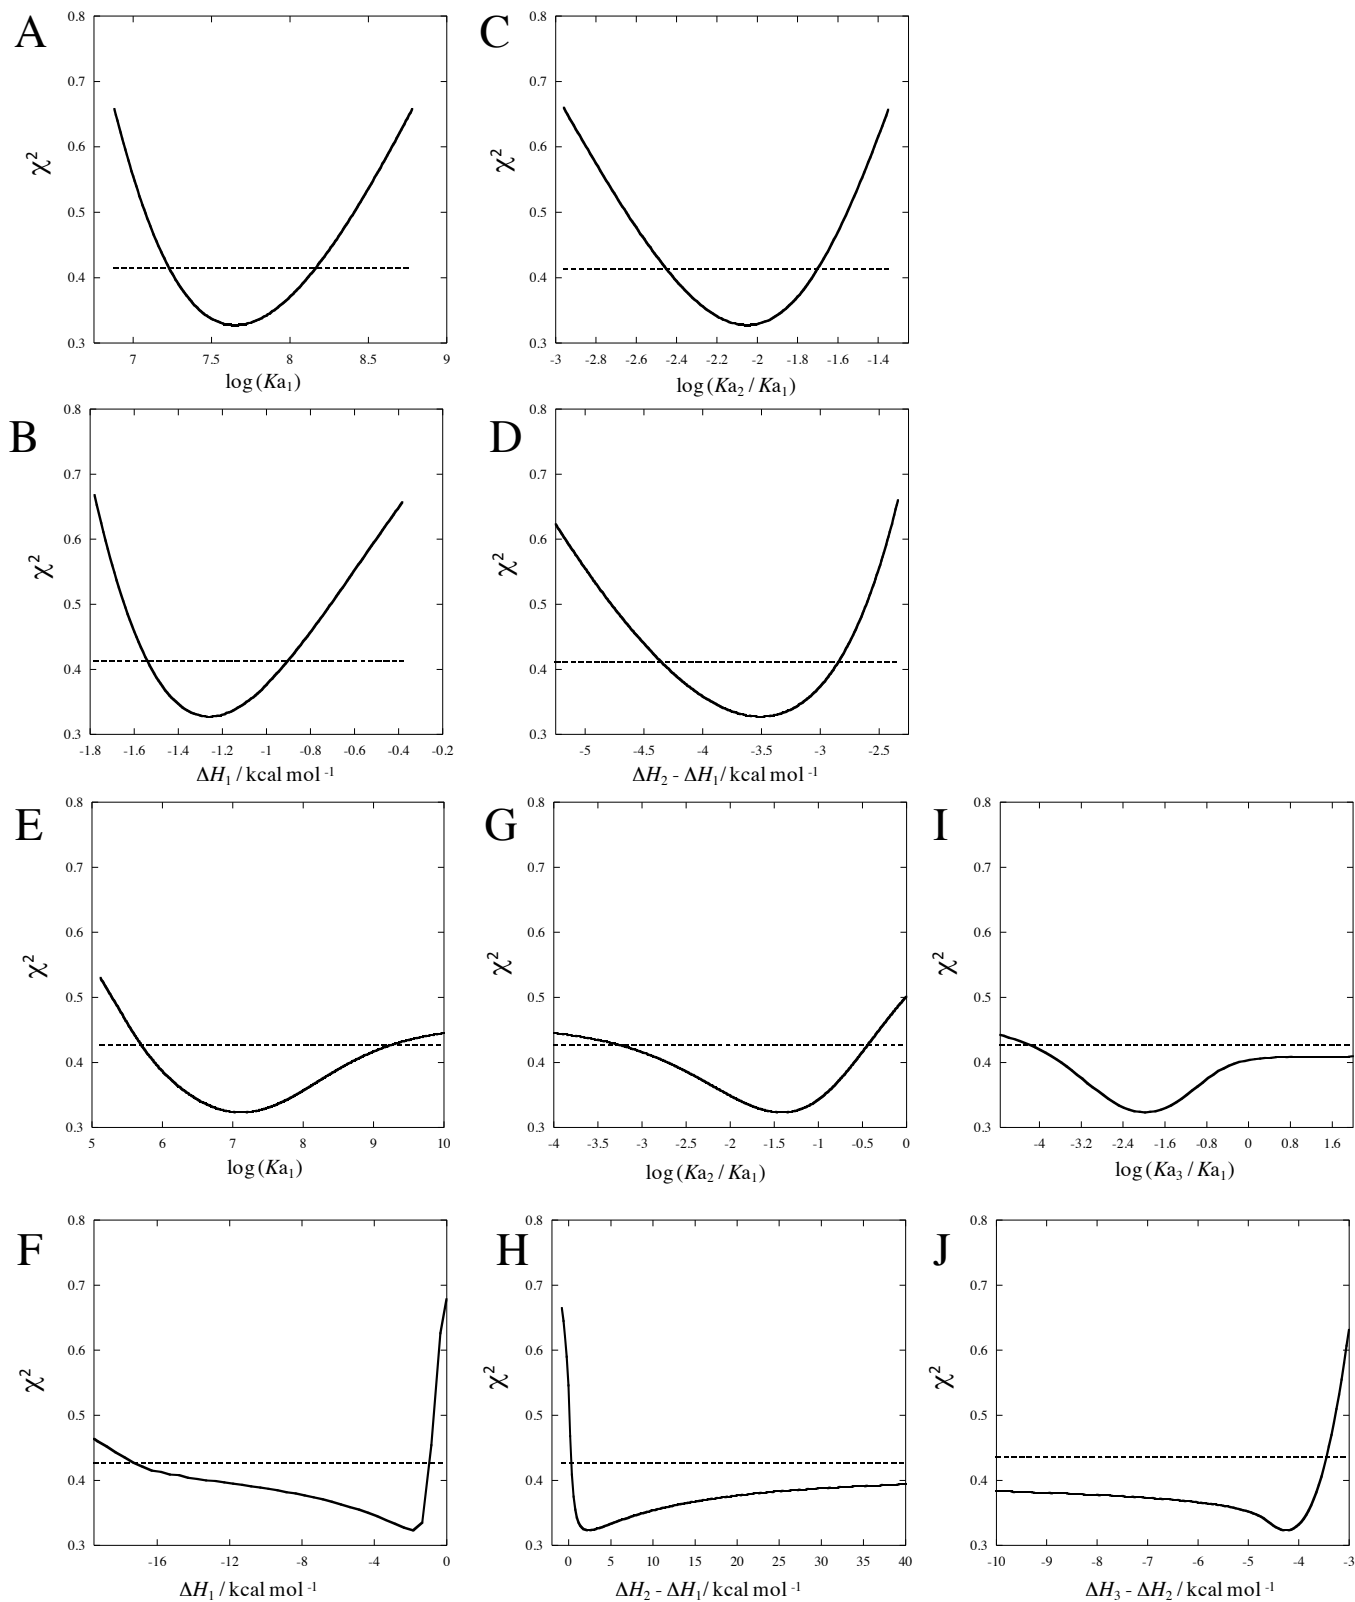 A
0.8
0.7
0.6
0.5
0.4
0.3
χ²
7 7.5 8 8.5 9
log (Ka₁)
C
0.8
0.7
0.6
0.5
0.4
0.3
χ²
-3 -2.8 -2.6 -2.4 -2.2 -2 -1.8 -1.6 -1.4
log (Ka₂ / Ka₁)
B
0.8
0.7
0.6
0.5
0.4
0.3
χ²
-1.8 -1.6 -1.4 -1.2 -1 -0.8 -0.6 -0.4 -0.2
ΔH₁ / kcal mol ⁻¹
D
0.8
0.7
0.6
0.5
0.4
0.3
χ²
-5 -4.5 -4 -3.5 -3 -2.5
ΔH₂ - ΔH₁/ kcal mol ⁻¹
E
0.8
0.7
0.6
0.5
0.4
0.3
χ²
5 6 7 8 9 10
log (Ka₁)
G
0.8
0.7
0.6
0.5
0.4
0.3
χ²
-4 -3.5 -3 -2.5 -2 -1.5 -1 -0.5 0
log (Ka₂ / Ka₁)
I
0.8
0.7
0.6
0.5
0.4
0.3
χ²
-4 -3.2 -2.4 -1.6 -0.8 0 0.8 1.6
log (Ka₃ / Ka₁)
F
0.8
0.7
0.6
0.5
0.4
0.3
χ²
-16 -12 -8 -4 0
ΔH₁ / kcal mol ⁻¹
H
0.8
0.7
0.6
0.5
0.4
0.3
χ²
0 5 10 15 20 25 30 35 40
ΔH₂ - ΔH₁/ kcal mol ⁻¹
J
0.8
0.7
0.6
0.5
0.4
0.3
χ²
-10 -9 -8 -7 -6 -5 -4 -3
ΔH₃ - ΔH₂ / kcal mol ⁻¹